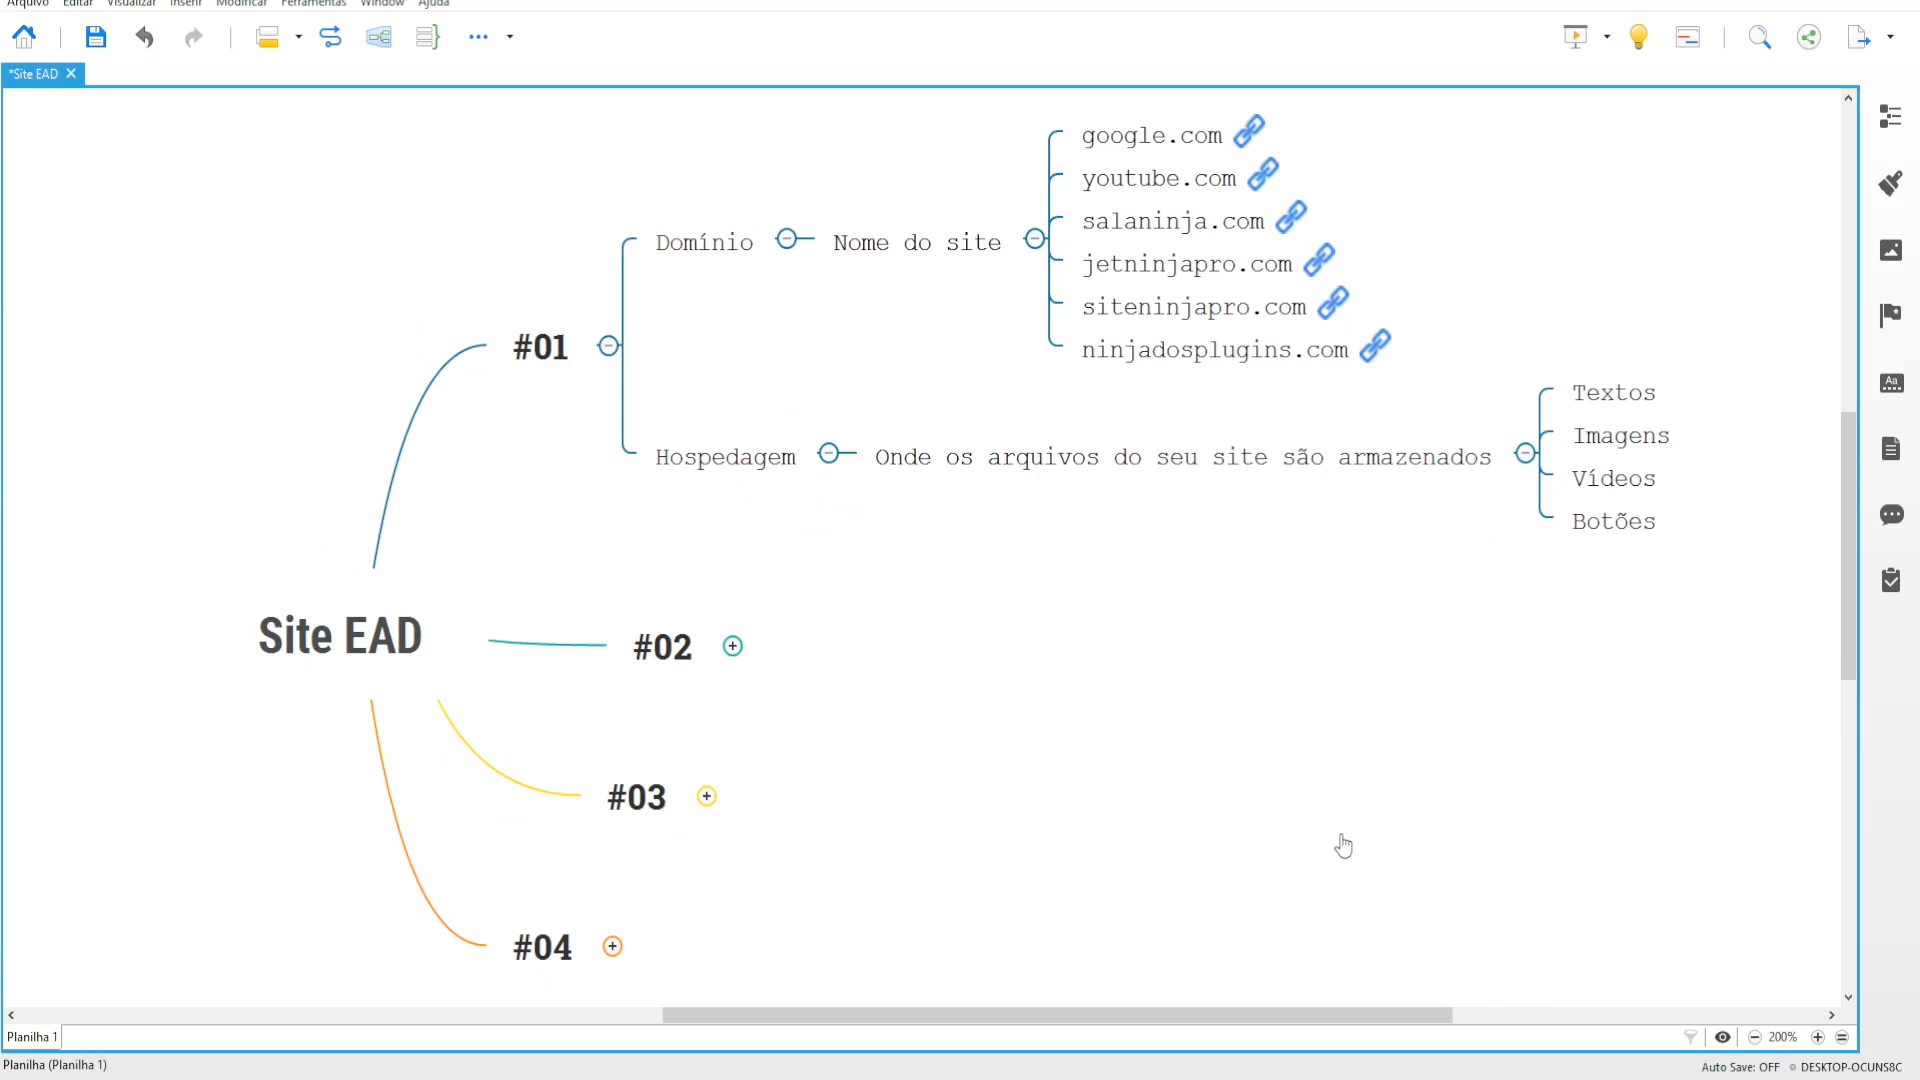 Arquivo Editar Visualizar Inserir Modificar Ferramentas Window Ajuda
*Site EAD
google.com
youtube.com
salaninja.com
jetninjapro.com
siteninjapro.com
ninjadosplugins.com
Domínio
Nome do site
#01
Hospedagem
Onde os arquivos do seu site são armazenados
Textos
Imagens
Vídeos
Botões
Site EAD
#02
#03
#04
Planilha 1
200%
Planilha (Planilha 1)
Auto Save: OFF
DESKTOP-OCUNS8C